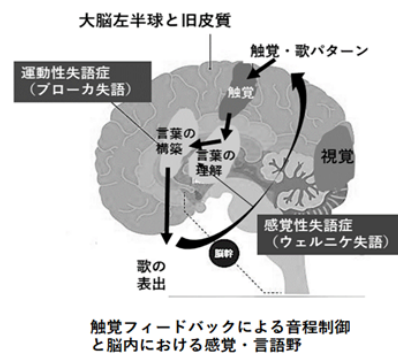 大脳左半球と旧皮質
触覚・歌パターン
運動性失語症
（ブローカ失語）
触覚
言葉の
構築
言葉の
理解
視覚
感覚性失語症
（ウェルニケ失語）
脳幹
歌の
表出
触覚フィードバックによる音程制御
と脳内における感覚・言語野